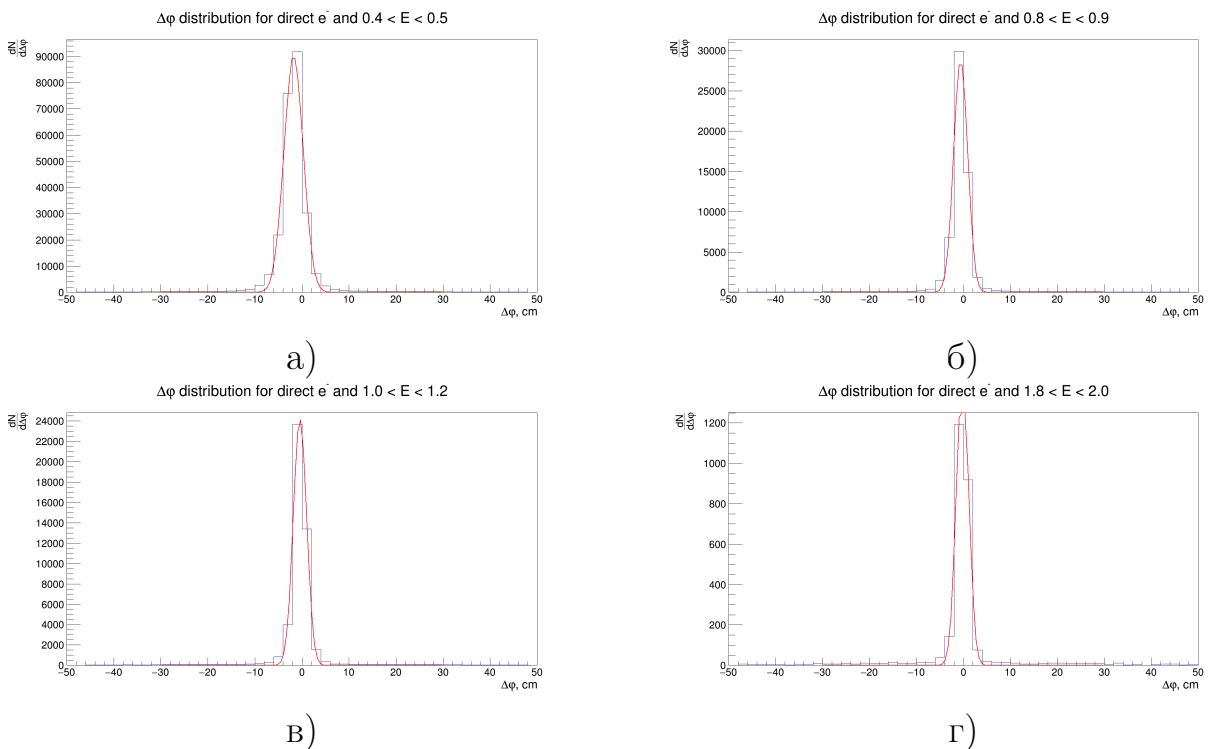 Δφ distribution for direct e⁻ and 0.4 < E < 0.5
dN
dΔφ
90000
80000
70000
60000
50000
40000
30000
20000
10000
0
−50 −40 −30 −20 −10 0 10 20 30 40 50
Δφ, cm
а)
Δφ distribution for direct e⁻ and 0.8 < E < 0.9
dN
dΔφ
30000
25000
20000
15000
10000
5000
0
−50 −40 −30 −20 −10 0 10 20 30 40 50
Δφ, cm
б)
Δφ distribution for direct e⁻ and 1.0 < E < 1.2
dN
dΔφ
24000
22000
20000
18000
16000
14000
12000
10000
8000
6000
4000
2000
0
−50 −40 −30 −20 −10 0 10 20 30 40 50
Δφ, cm
в)
Δφ distribution for direct e⁻ and 1.8 < E < 2.0
dN
dΔφ
1200
1000
800
600
400
200
0
−50 −40 −30 −20 −10 0 10 20 30 40 50
Δφ, cm
г)